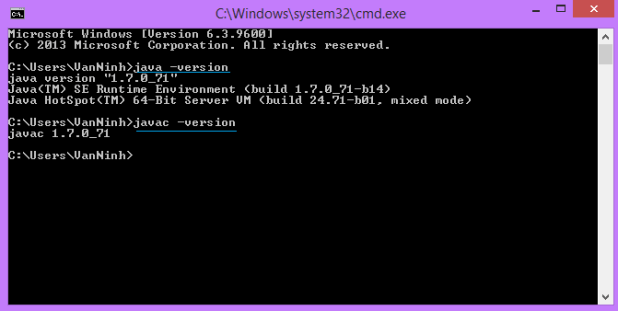 C:\Windows\system32\cmd.exe
Microsoft Windows [Version 6.3.9600]
(c) 2013 Microsoft Corporation. All rights reserved.
C:\Users\VanNinh>java -version
java version "1.7.0_71"
Java(TM) SE Runtime Environment (build 1.7.0_71-b14)
Java HotSpot(TM) 64-Bit Server VM (build 24.71-b01, mixed mode)
C:\Users\VanNinh>javac -version
javac 1.7.0_71
C:\Users\VanNinh>